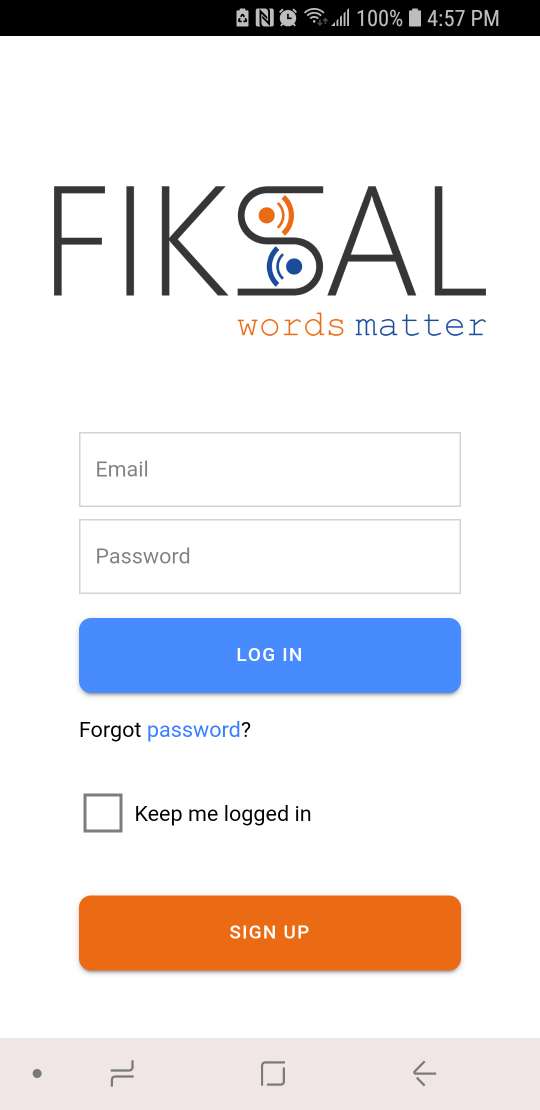 100% 4:57 PM
FIKSAL
words matter
Email
Password
LOG IN
Forgot password?
Keep me logged in
SIGN UP